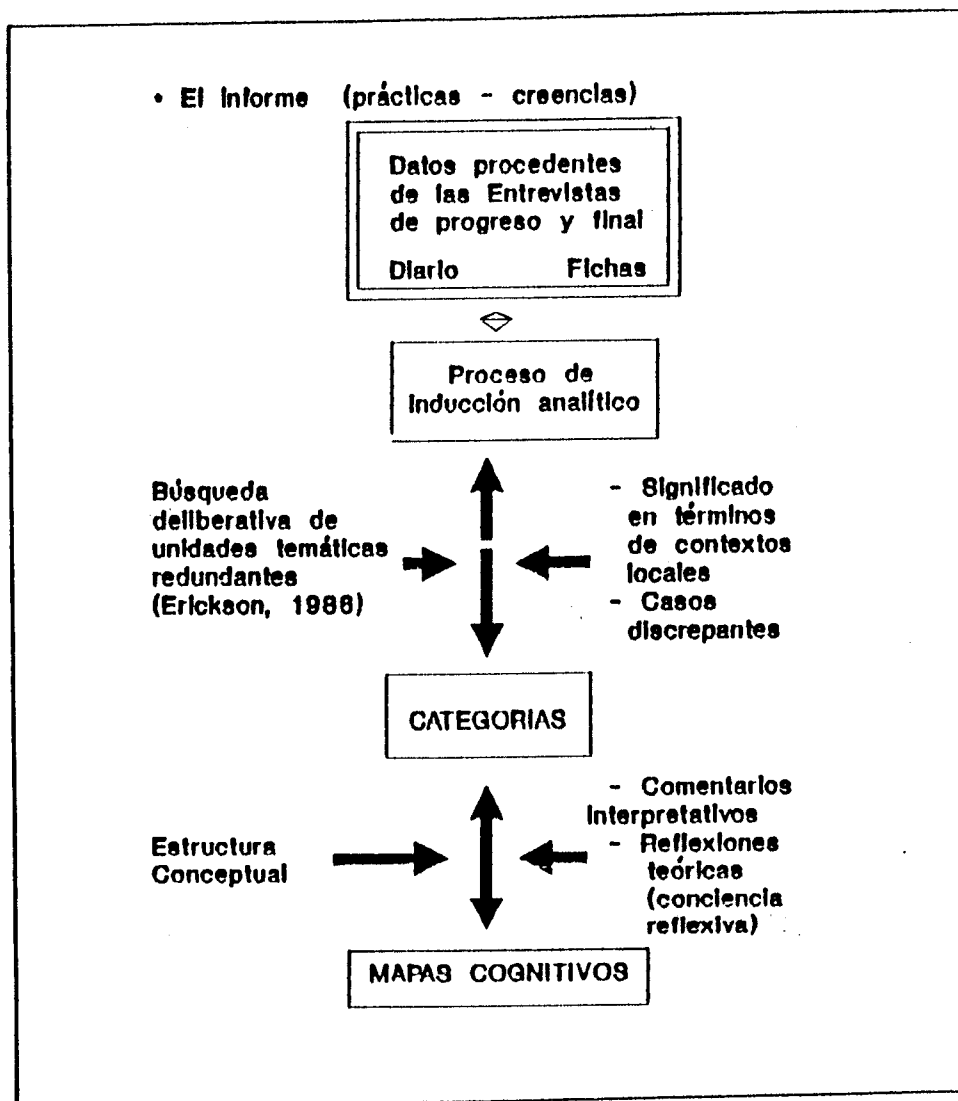 • El Informe (prácticas - creencias)
Datos procedentes
de las Entrevistas
de progreso y final
Diario Fichas
Proceso de
Inducción analítico
Búsqueda
deliberativa de
unidades temáticas
redundantes
(Erickson, 1986)
- Significado
en términos
de contextos
locales
- Casos
discrepantes
CATEGORIAS
Estructura
Conceptual
- Comentarios
Interpretativos
- Reflexiones
teóricas
(conciencia
reflexiva)
MAPAS COGNITIVOS